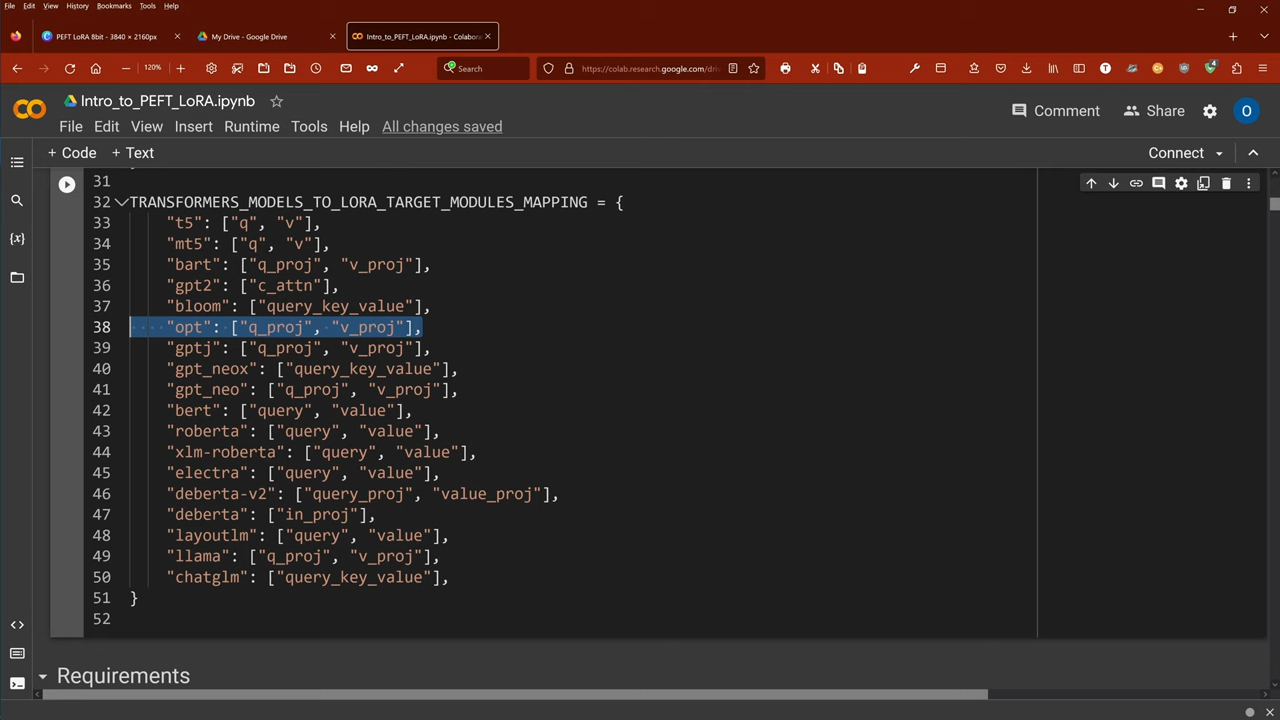 File Edit View History Bookmarks Tools Help
PEFT LoRA 8bit - 3840 × 2160p
My Drive - Google Drive
Intro_to_PEFT_LoRA.ipynb - Colabora
120%
Search
https://colab.research.google.com/driv
Intro_to_PEFT_LoRA.ipynb
Comment
Share
O
File Edit View Insert Runtime Tools Help All changes saved
+ Code + Text
Connect
31
32 TRANSFORMERS_MODELS_TO_LORA_TARGET_MODULES_MAPPING = {
33 "t5": ["q", "v"],
34 "mt5": ["q", "v"],
35 "bart": ["q_proj", "v_proj"],
36 "gpt2": ["c_attn"],
37 "bloom": ["query_key_value"],
38 "opt": ["q_proj", "v_proj"],
39 "gptj": ["q_proj", "v_proj"],
40 "gpt_neox": ["query_key_value"],
41 "gpt_neo": ["q_proj", "v_proj"],
42 "bert": ["query", "value"],
43 "roberta": ["query", "value"],
44 "xlm-roberta": ["query", "value"],
45 "electra": ["query", "value"],
46 "deberta-v2": ["query_proj", "value_proj"],
47 "deberta": ["in_proj"],
48 "layoutlm": ["query", "value"],
49 "llama": ["q_proj", "v_proj"],
50 "chatglm": ["query_key_value"],
51 }
52
Requirements